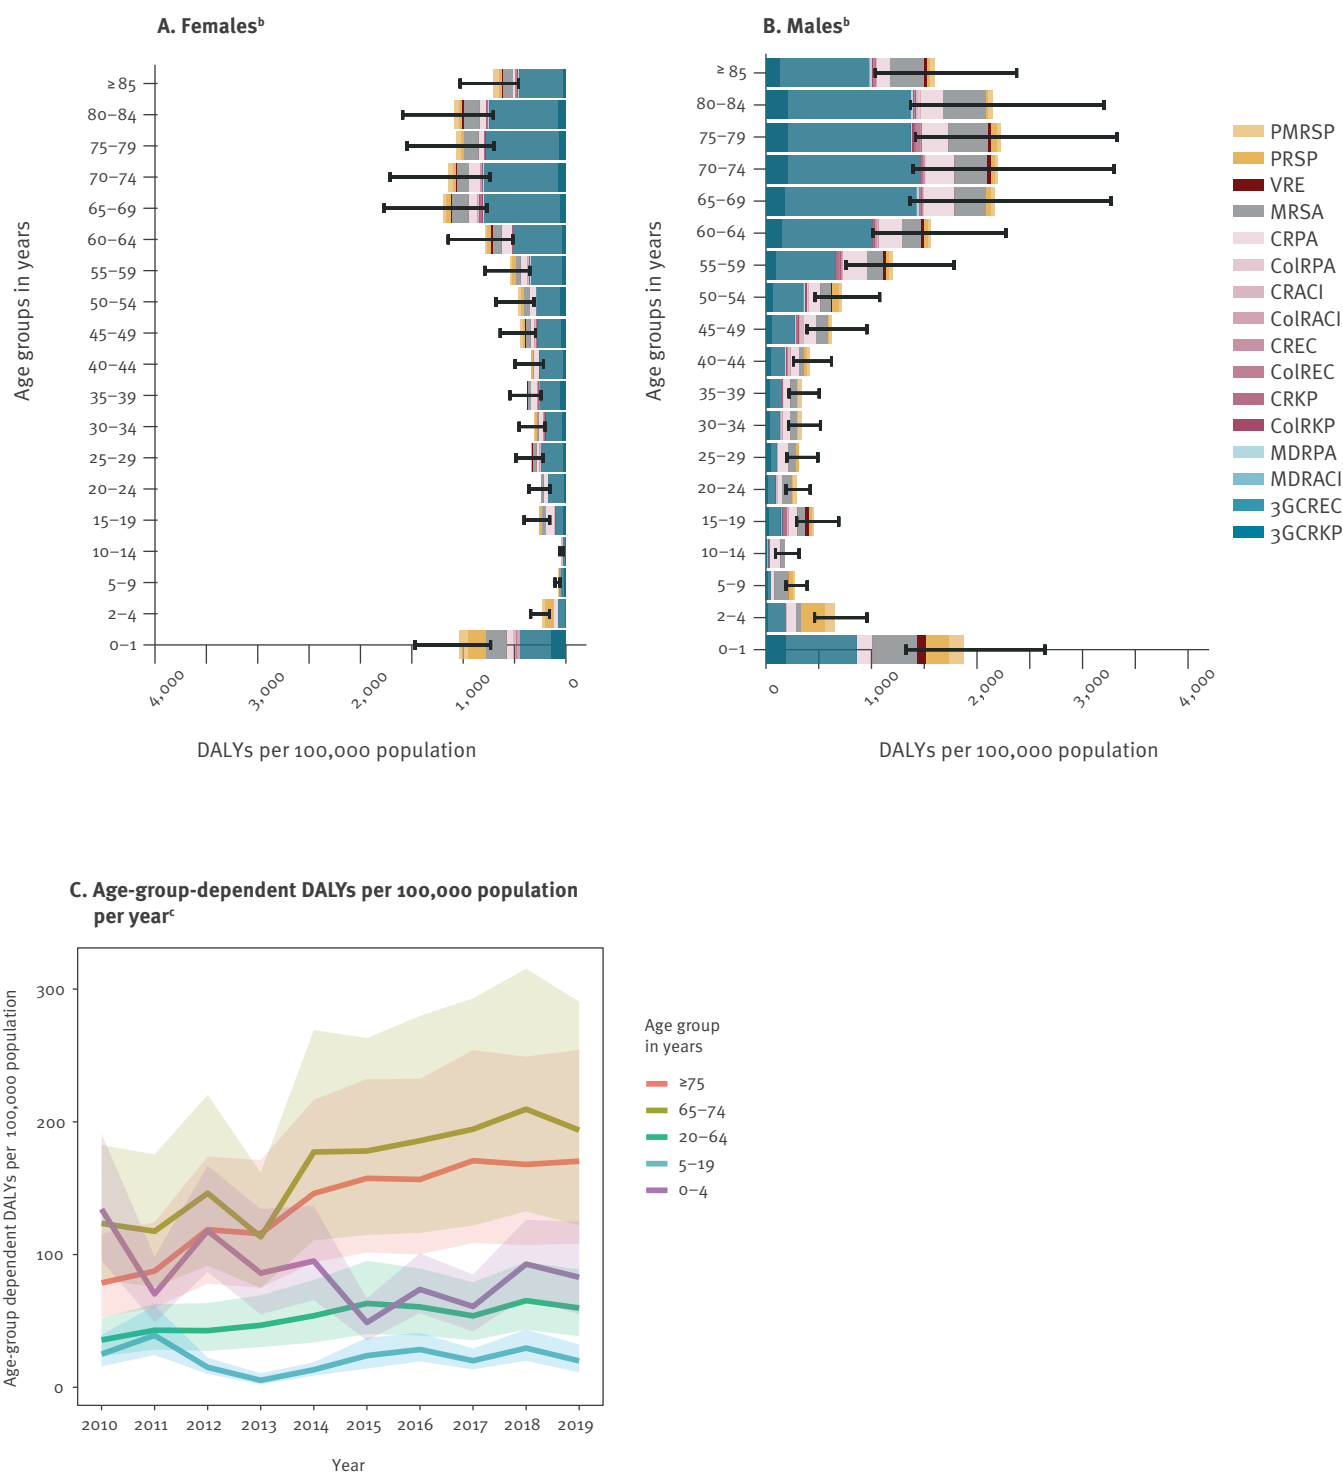 A. Femalesᵇ
Age groups in years
≥ 85
80–84
75–79
70–74
65–69
60–64
55–59
50–54
45–49
40–44
35–39
30–34
25–29
20–24
15–19
10–14
5–9
2–4
0–1
4,000
3,000
2,000
1,000
0
DALYs per 100,000 population
B. Malesᵇ
Age groups in years
≥ 85
80–84
75–79
70–74
65–69
60–64
55–59
50–54
45–49
40–44
35–39
30–34
25–29
20–24
15–19
10–14
5–9
2–4
0–1
0
1,000
2,000
3,000
4,000
DALYs per 100,000 population
PMRSP
PRSP
VRE
MRSA
CRPA
ColRPA
CRACI
ColRACI
CREC
ColREC
CRKP
ColRKP
MDRPA
MDRACI
3GCREC
3GCRKP
C. Age-group-dependent DALYs per 100,000 population
per yearᶜ
Age-group dependent DALYs per 100,000 population
300
200
100
0
2010
2011
2012
2013
2014
2015
2016
2017
2018
2019
Year
Age group
in years
≥75
65–74
20–64
5–19
0–4